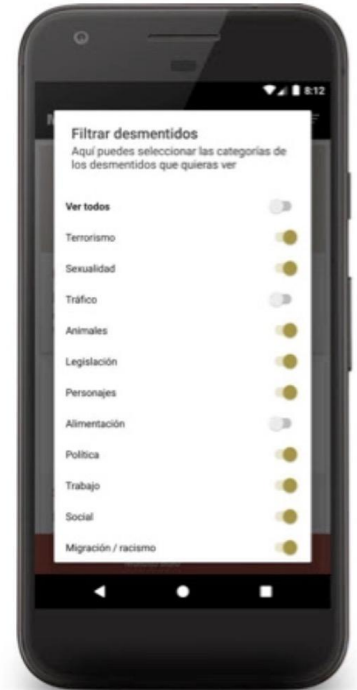 8:12
Filtrar desmentidos
Aquí puedes seleccionar las categorías de
los desmentidos que quieras ver
Ver todos
Terrorismo
Sexualidad
Tráfico
Animales
Legislación
Personajes
Alimentación
Política
Trabajo
Social
Migración / racismo